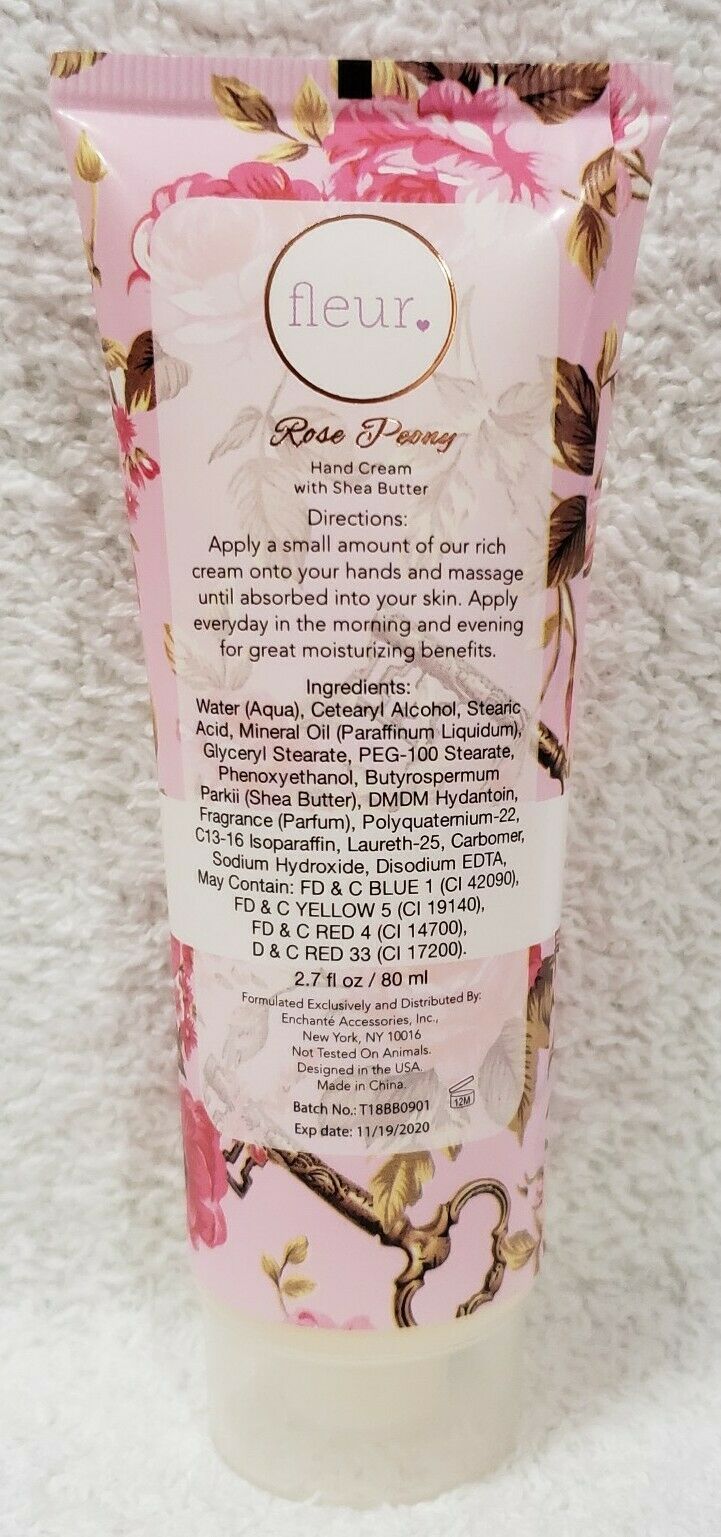 fleur.
Rose Peony
Hand Cream
with Shea Butter
Directions:
Apply a small amount of our rich
cream onto your hands and massage
until absorbed into your skin. Apply
everyday in the morning and evening
for great moisturizing benefits.
Ingredients:
Water (Aqua), Cetearyl Alcohol, Stearic
Acid, Mineral Oil (Paraffinum Liquidum),
Glyceryl Stearate, PEG-100 Stearate,
Phenoxyethanol, Butyrospermum
Parkii (Shea Butter), DMDM Hydantoin,
Fragrance (Parfum), Polyquaternium-22,
C13-16 Isoparaffin, Laureth-25, Carbomer,
Sodium Hydroxide, Disodium EDTA,
May Contain: FD & C BLUE 1 (CI 42090),
FD & C YELLOW 5 (CI 19140),
FD & C RED 4 (CI 14700),
D & C RED 33 (CI 17200).
2.7 fl oz / 80 ml
Formulated Exclusively and Distributed By:
Enchanté Accessories, Inc.,
New York, NY 10016
Not Tested On Animals.
Designed in the USA.
Made in China.
Batch No.: T18BB0901
12M
Exp date: 11/19/2020